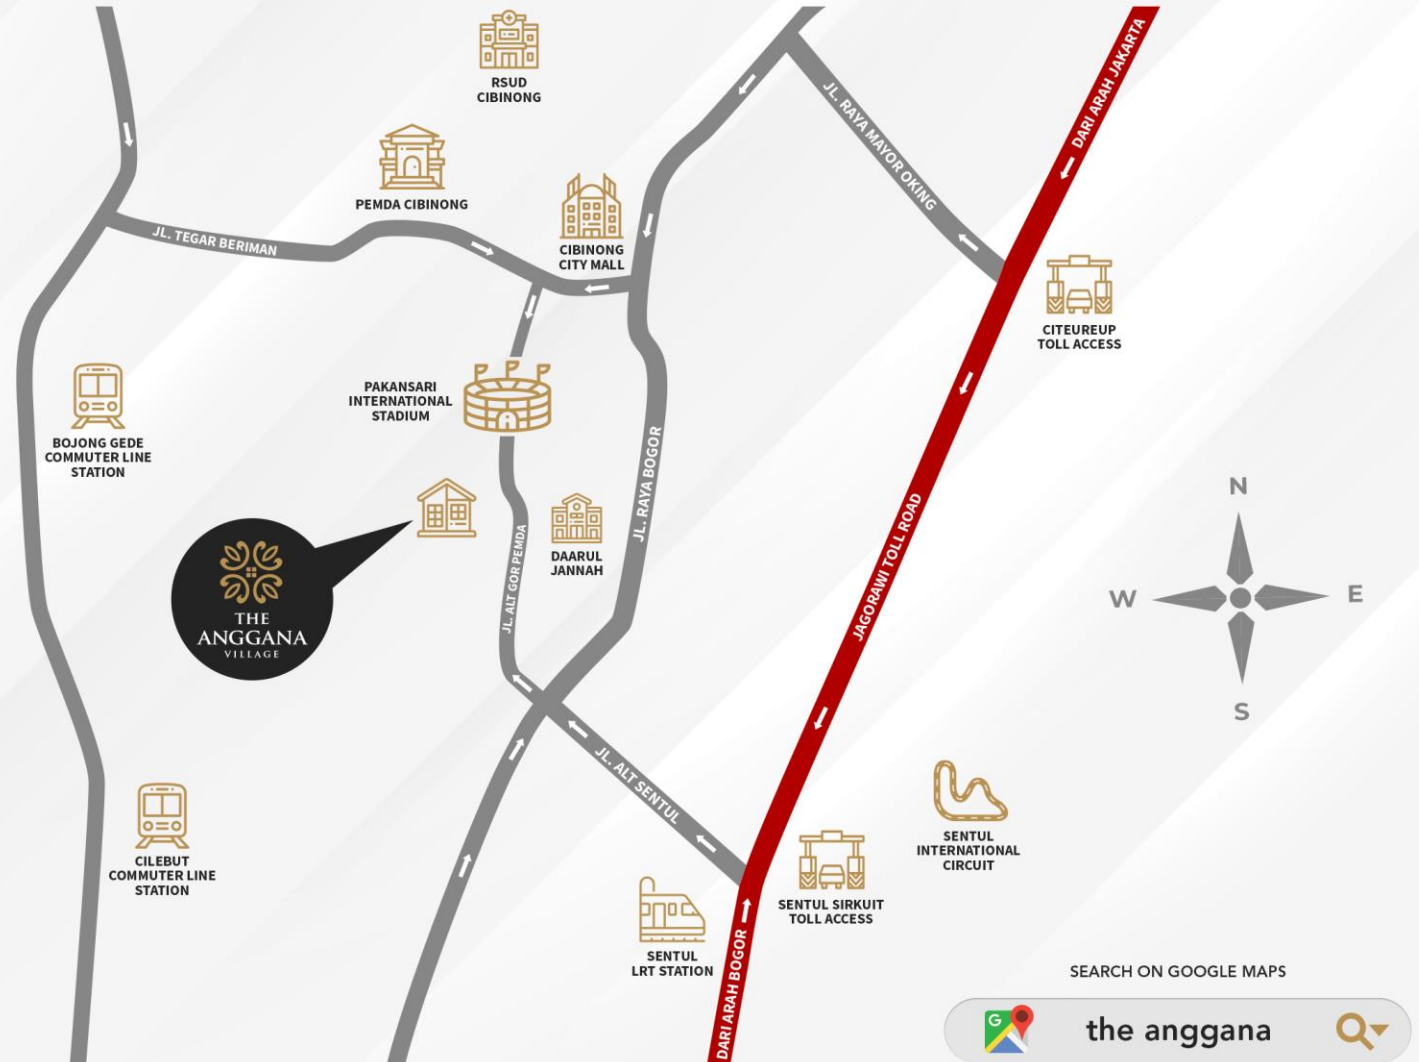 RSUD
CIBINONG
DARI ARAH JAKARTA
JL. RAYA MAYOR OKING
PEMDA CIBINONG
JL. TEGAR BERIMAN
CIBINONG
CITY MALL
CITEUREUP
TOLL ACCESS
PAKANSARI
INTERNATIONAL
STADIUM
BOJONG GEDE
COMMUTER LINE
STATION
JL. RAYA BOGOR
JL. ALT GOR PEMDA
DAARUL
JANNAH
JAGORAWI TOLL ROAD
N
W
E
S
THE
ANGGANA
VILLAGE
JL. ALT SENTUL
SENTUL
INTERNATIONAL
CIRCUIT
CILEBUT
COMMUTER LINE
STATION
SENTUL SIRKUIT
TOLL ACCESS
SENTUL
LRT STATION
DARI ARAH BOGOR
SEARCH ON GOOGLE MAPS
G
the anggana